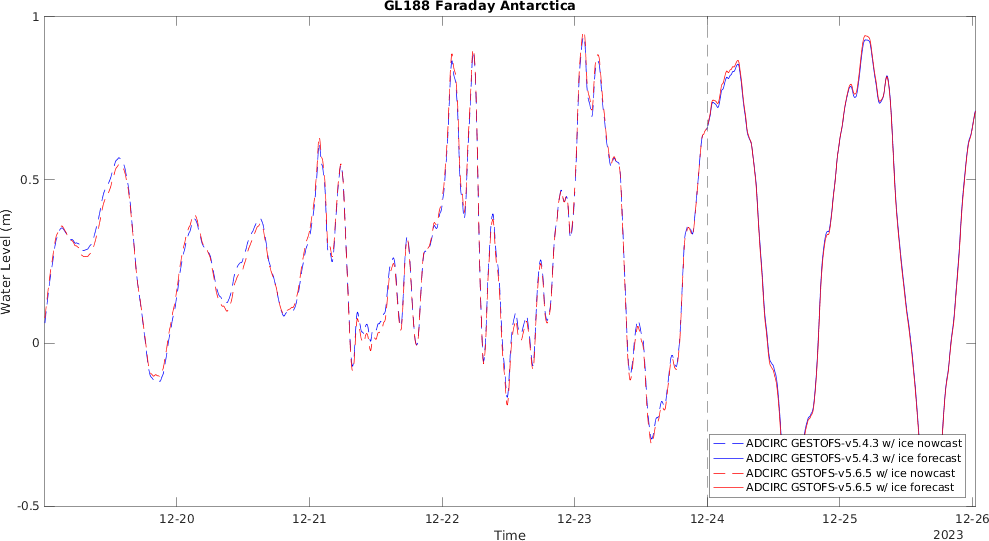 GL188 Faraday Antarctica
1
0.5
0
-0.5
Water Level (m)
12-20
12-21
12-22
12-23
12-24
12-25
12-26
Time
2023
ADCIRC GESTOFS-v5.4.3 w/ ice nowcast
ADCIRC GESTOFS-v5.4.3 w/ ice forecast
ADCIRC GSTOFS-v5.6.5 w/ ice nowcast
ADCIRC GSTOFS-v5.6.5 w/ ice forecast